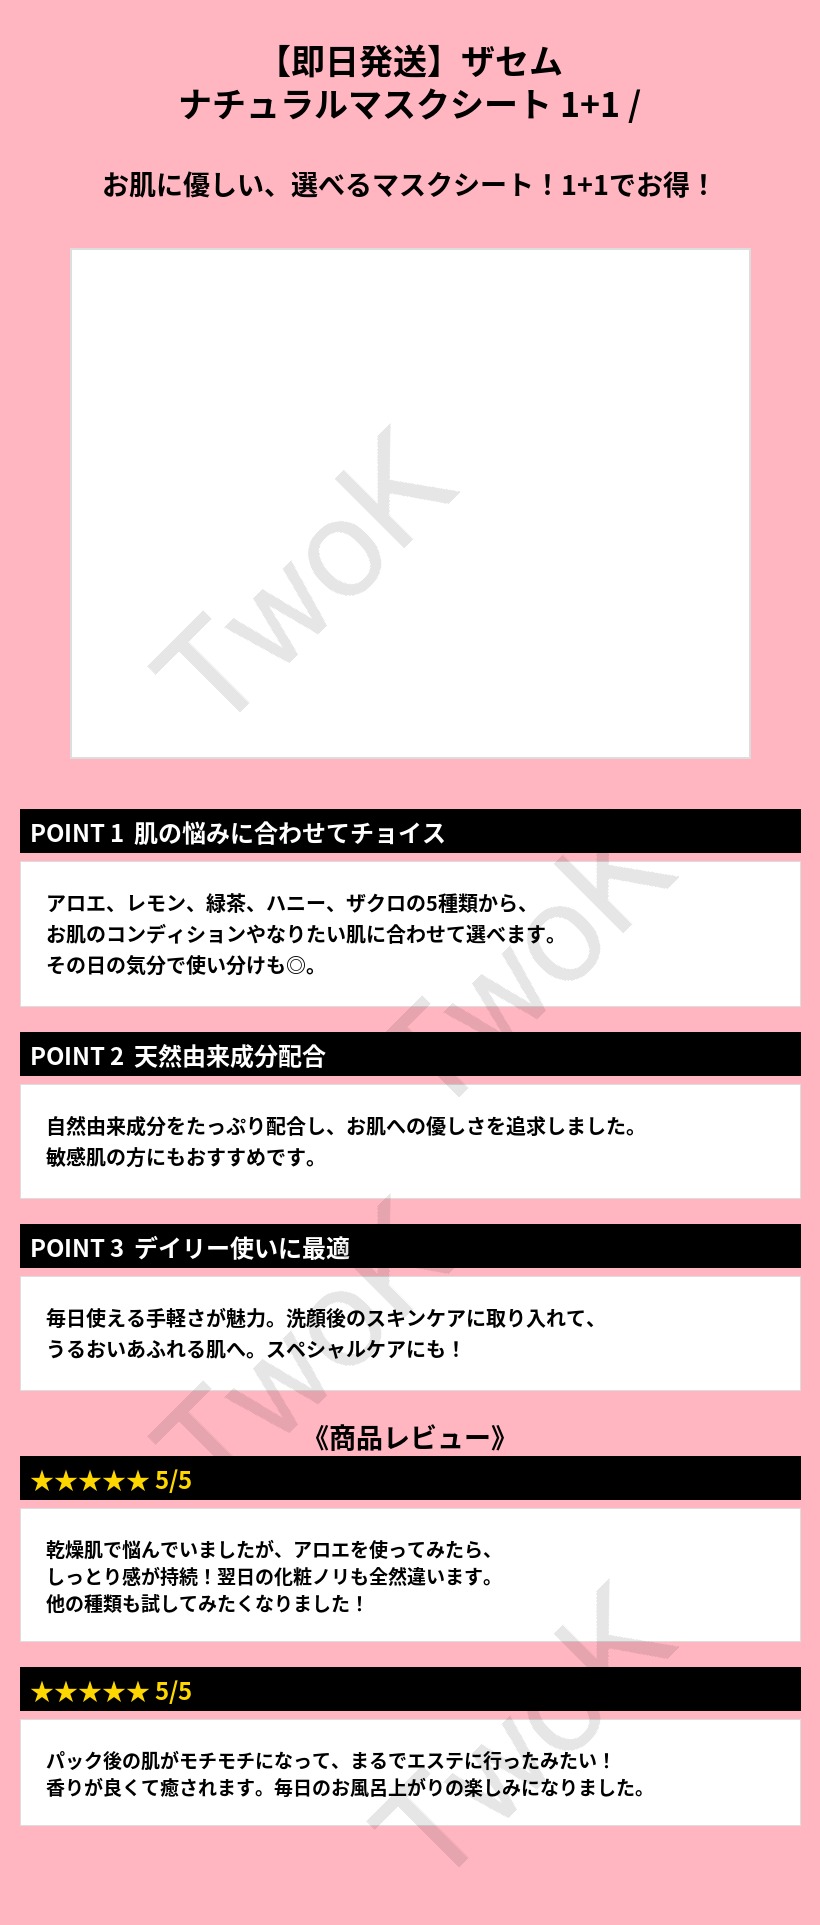 【即日発送】ザセム
ナチュラルマスクシート 1+1 /
お肌に優しい、選べるマスクシート！1+1でお得！
TwoK
POINT 1 肌の悩みに合わせてチョイス
アロエ、レモン、緑茶、ハニー、ザクロの5種類から、
お肌のコンディションやなりたい肌に合わせて選べます。
その日の気分で使い分けも◎。
TwoK
POINT 2 天然由来成分配合
自然由来成分をたっぷり配合し、お肌への優しさを追求しました。
敏感肌の方にもおすすめです。
POINT 3 デイリー使いに最適
毎日使える手軽さが魅力。洗顔後のスキンケアに取り入れて、
うるおいあふれる肌へ。スペシャルケアにも！
TwoK
《商品レビュー》
★★★★★ 5/5
乾燥肌で悩んでいましたが、アロエを使ってみたら、
しっとり感が持続！翌日の化粧ノリも全然違います。
他の種類も試してみたくなりました！
★★★★★ 5/5
パック後の肌がモチモチになって、まるでエステに行ったみたい！
香りが良くて癒されます。毎日のお風呂上がりの楽しみになりました。
TwoK